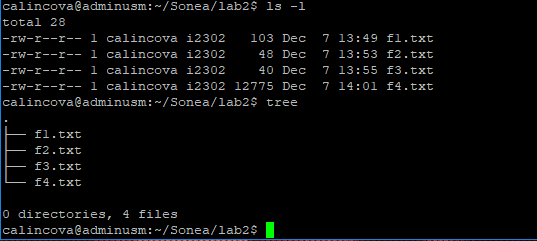 calincova@adminusm:~/Sonea/lab2$ ls -l
total 28
-rw-r--r-- 1 calincova i2302   103 Dec  7 13:49 f1.txt
-rw-r--r-- 1 calincova i2302    48 Dec  7 13:53 f2.txt
-rw-r--r-- 1 calincova i2302    40 Dec  7 13:55 f3.txt
-rw-r--r-- 1 calincova i2302 12775 Dec  7 14:01 f4.txt
calincova@adminusm:~/Sonea/lab2$ tree
.
├── f1.txt
├── f2.txt
├── f3.txt
└── f4.txt
0 directories, 4 files
calincova@adminusm:~/Sonea/lab2$